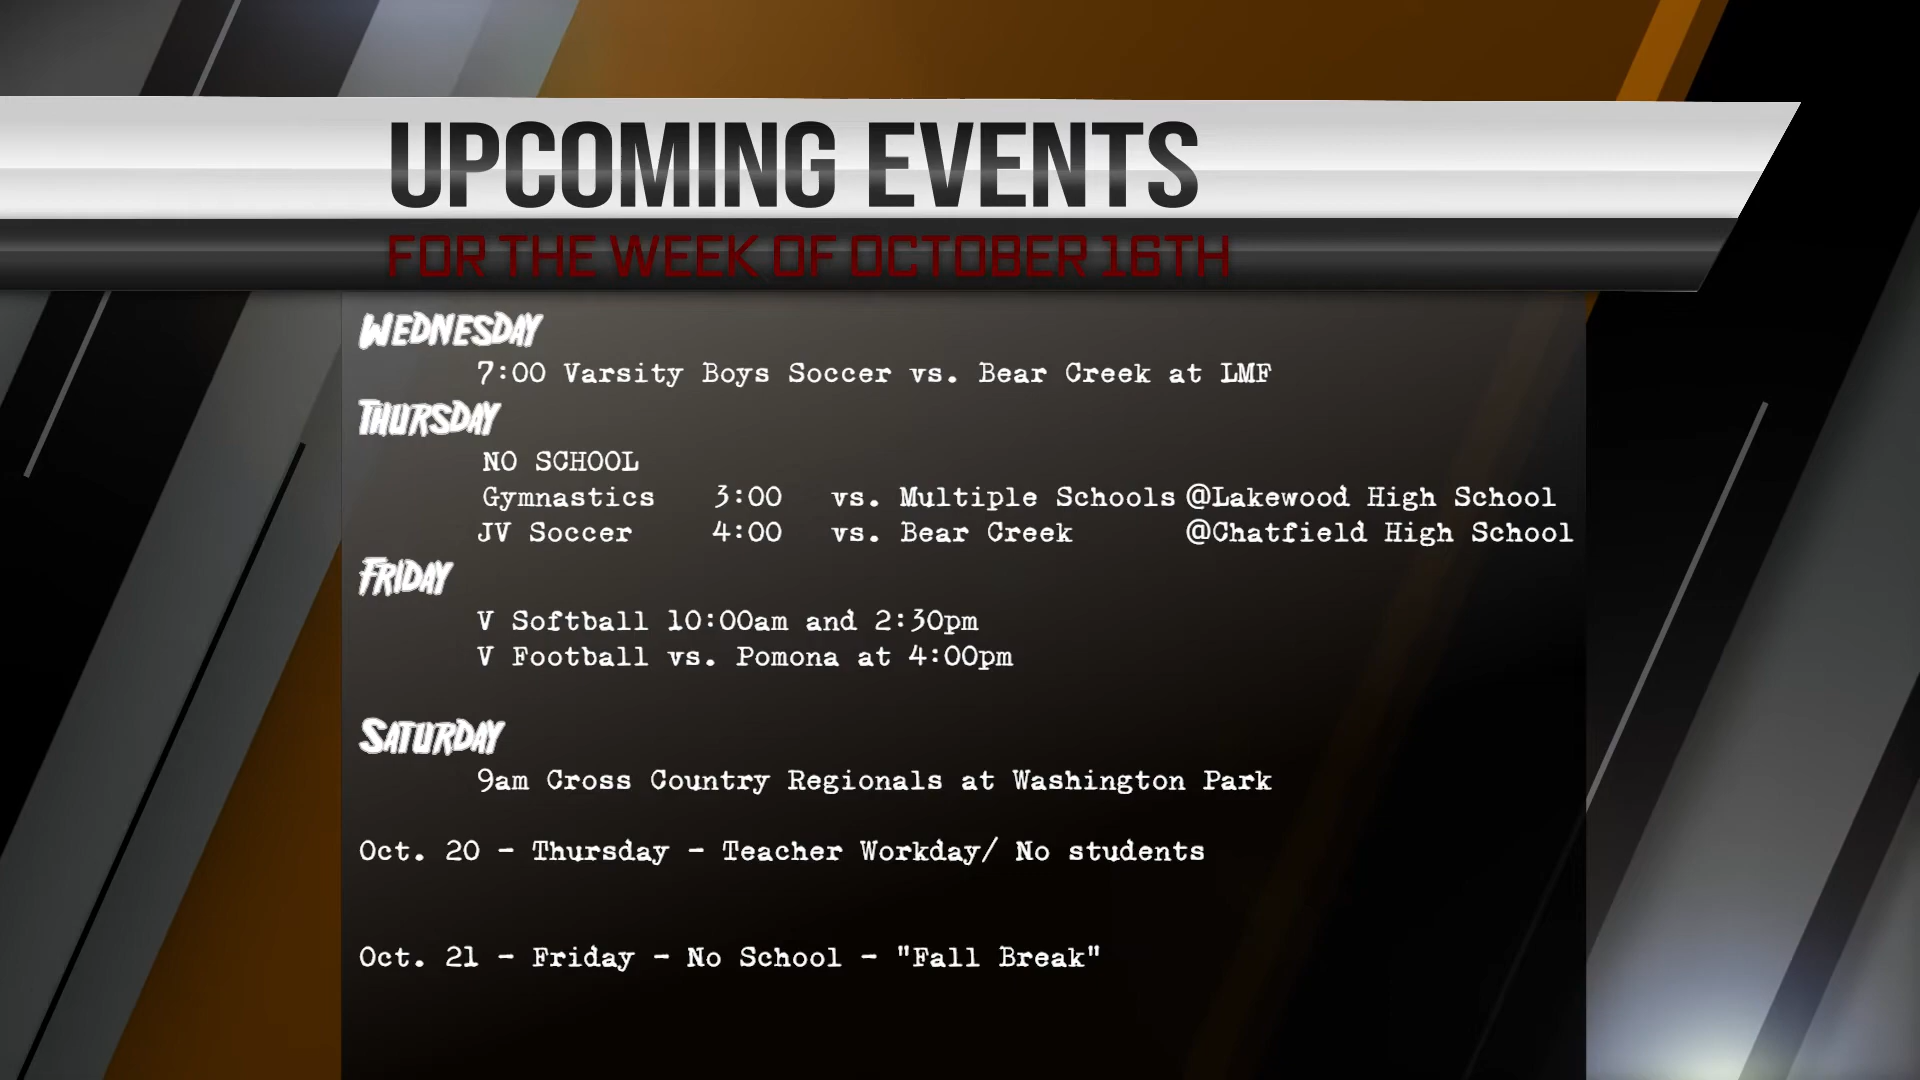 UPCOMING EVENTS
FOR THE WEEK OF OCTOBER 16TH
WEDNESDAY
7:00 Varsity Boys Soccer vs. Bear Creek at LMF
THURSDAY
NO SCHOOL
Gymnastics 3:00 vs. Multiple Schools @Lakewood High School
JV Soccer 4:00 vs. Bear Creek @Chatfield High School
FRIDAY
V Softball 10:00am and 2:30pm
V Football vs. Pomona at 4:00pm
SATURDAY
9am Cross Country Regionals at Washington Park
Oct. 20 - Thursday - Teacher Workday/ No students
Oct. 21 - Friday - No School - "Fall Break"